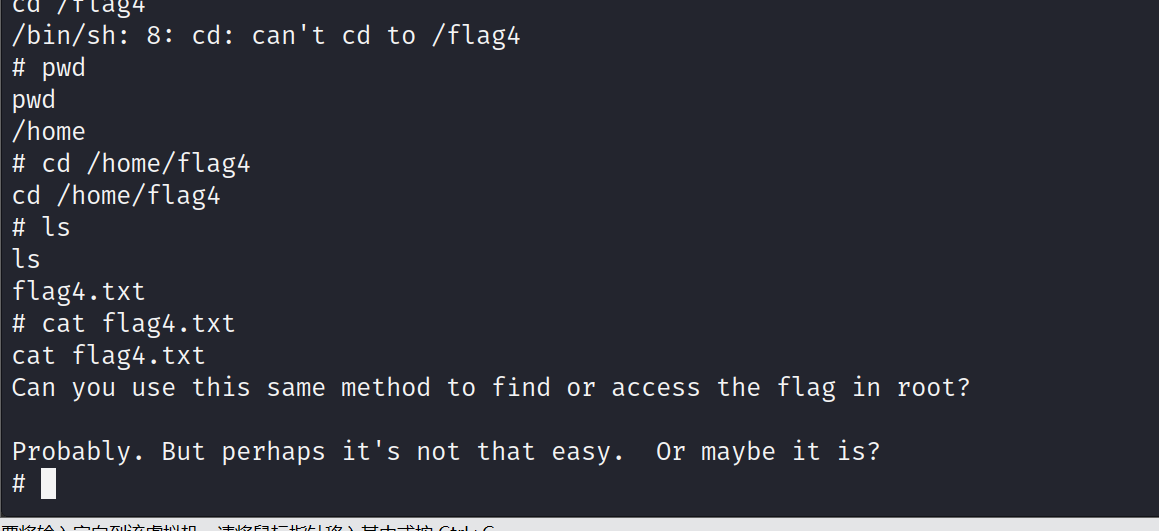 cd /flag4
/bin/sh: 8: cd: can't cd to /flag4
# pwd
pwd
/home
# cd /home/flag4
cd /home/flag4
# ls
ls
flag4.txt
# cat flag4.txt
cat flag4.txt
Can you use this same method to find or access the flag in root?

Probably. But perhaps it's not that easy.  Or maybe it is?
#